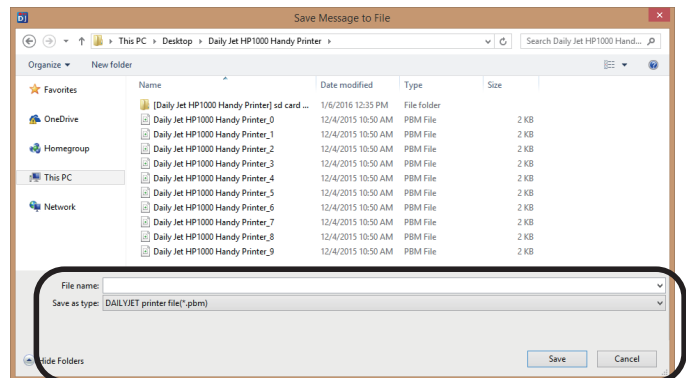 DJ
Save Message to File
This PC Desktop Daily Jet HP1000 Handy Printer
Search Daily Jet HP1000 Hand...
Organize New folder
Favorites
OneDrive
Homegroup
This PC
Network
Name Date modified Type Size
[Daily Jet HP1000 Handy Printer] sd card ... 1/6/2016 12:35 PM File folder
Daily Jet HP1000 Handy Printer_0 12/4/2015 10:50 AM PBM File 2 KB
Daily Jet HP1000 Handy Printer_1 12/4/2015 10:50 AM PBM File 2 KB
Daily Jet HP1000 Handy Printer_2 12/4/2015 10:50 AM PBM File 2 KB
Daily Jet HP1000 Handy Printer_3 12/4/2015 10:50 AM PBM File 2 KB
Daily Jet HP1000 Handy Printer_4 12/4/2015 10:50 AM PBM File 2 KB
Daily Jet HP1000 Handy Printer_5 12/4/2015 10:50 AM PBM File 2 KB
Daily Jet HP1000 Handy Printer_6 12/4/2015 10:50 AM PBM File 2 KB
Daily Jet HP1000 Handy Printer_7 12/4/2015 10:50 AM PBM File 2 KB
Daily Jet HP1000 Handy Printer_8 12/4/2015 10:50 AM PBM File 2 KB
Daily Jet HP1000 Handy Printer_9 12/4/2015 10:50 AM PBM File 2 KB
File name:
Save as type: DAILYJET printer file(*.pbm)
Hide Folders
Save Cancel